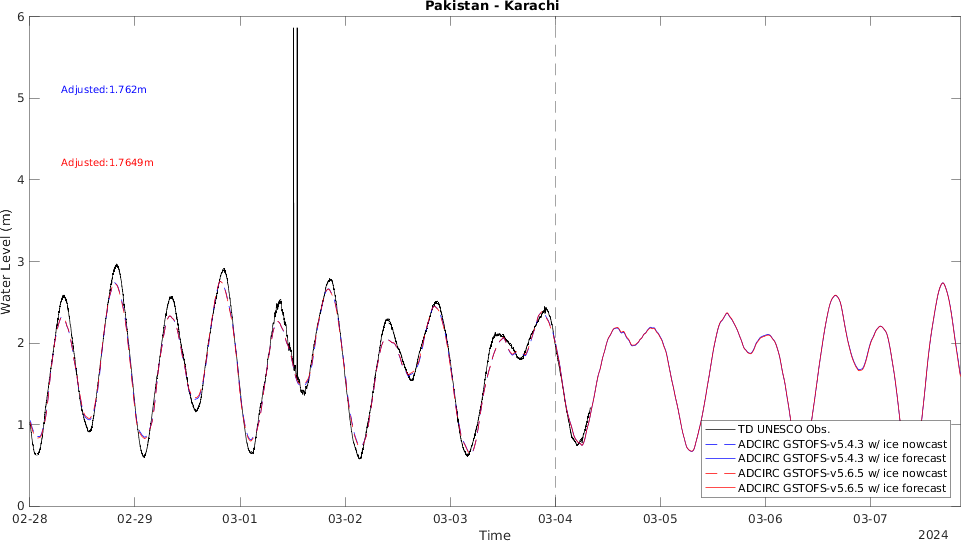 Pakistan - Karachi
6
5
4
3
2
1
0
Water Level (m)
Adjusted:1.762m
Adjusted:1.7649m
TD UNESCO Obs.
ADCIRC GSTOFS-v5.4.3 w/ ice nowcast
ADCIRC GSTOFS-v5.4.3 w/ ice forecast
ADCIRC GSTOFS-v5.6.5 w/ ice nowcast
ADCIRC GSTOFS-v5.6.5 w/ ice forecast
02-28 02-29 03-01 03-02 03-03 03-04 03-05 03-06 03-07
Time
2024